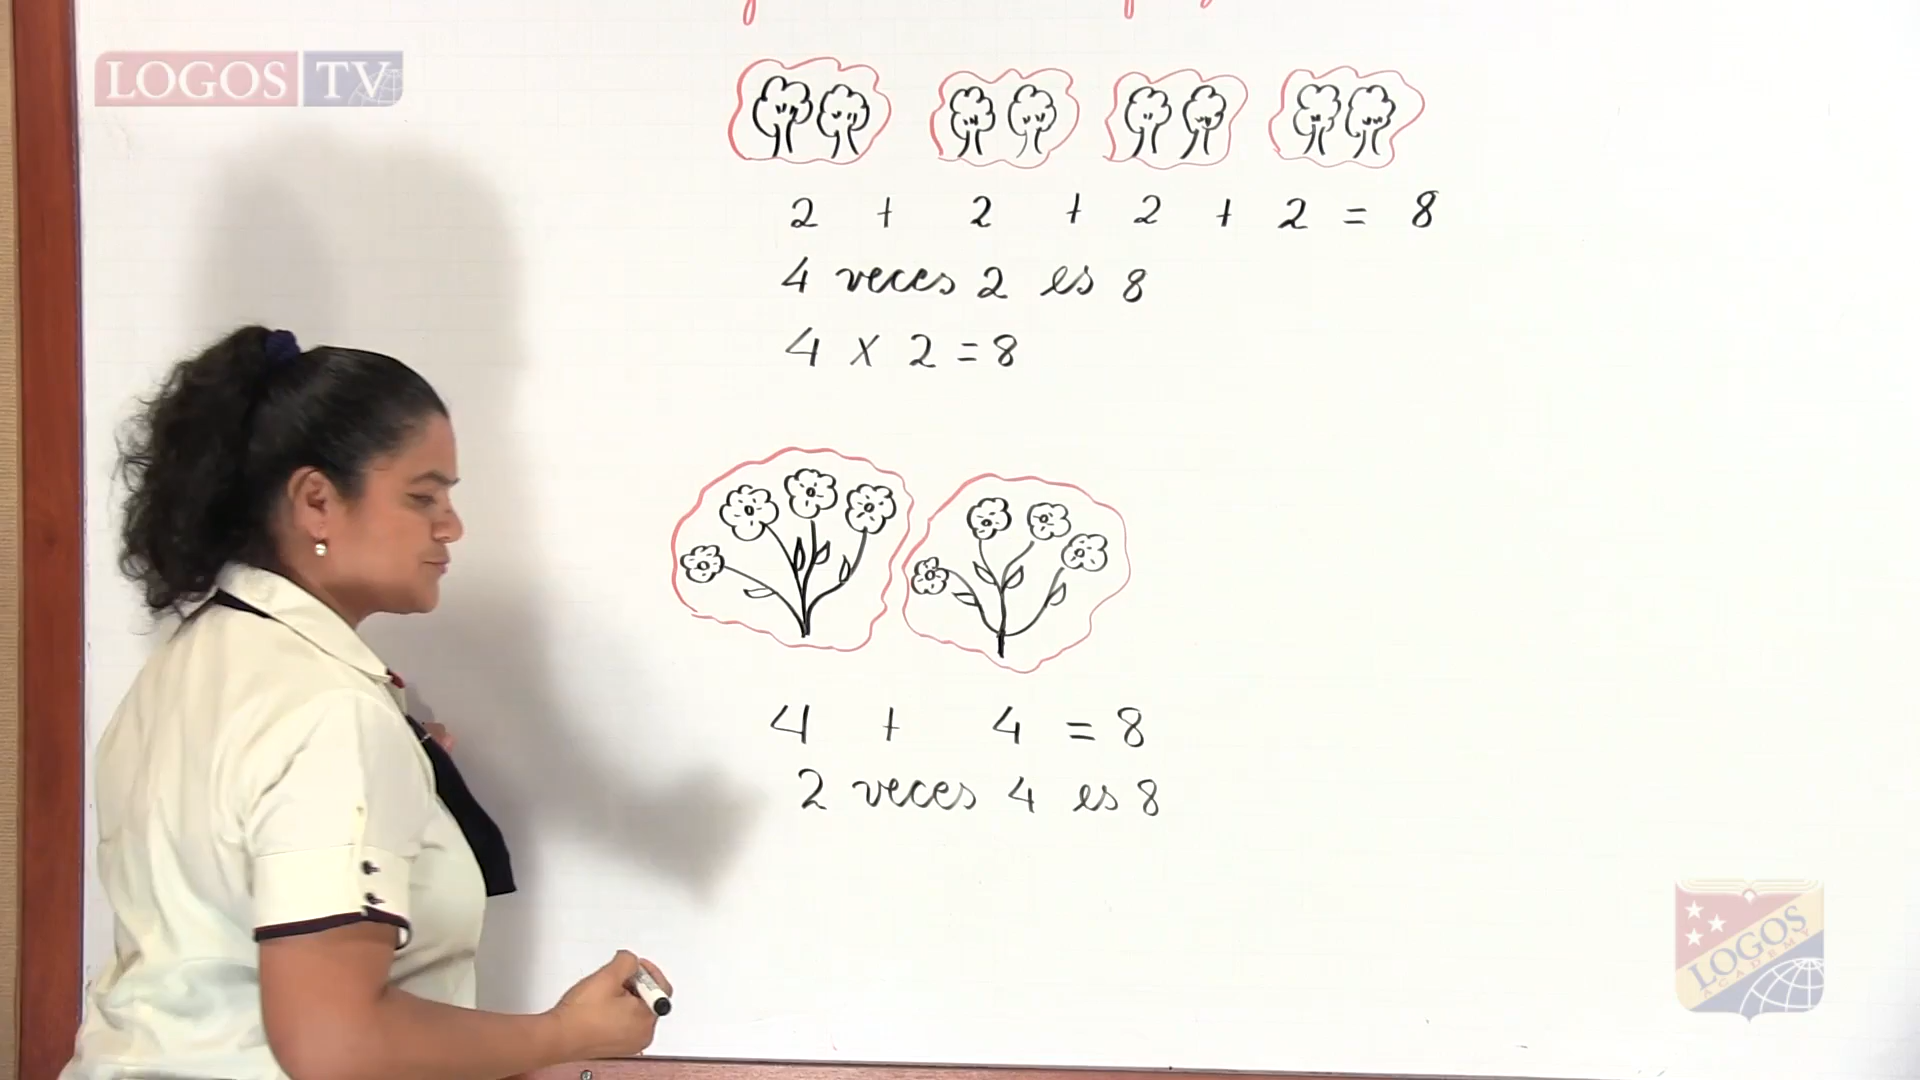 LOGOS TV
2 + 2 + 2 + 2 = 8
4 veces 2 es 8
4 x 2 = 8
4 + 4 = 8
2 veces 4 es 8
LOGOS
ACADEMY